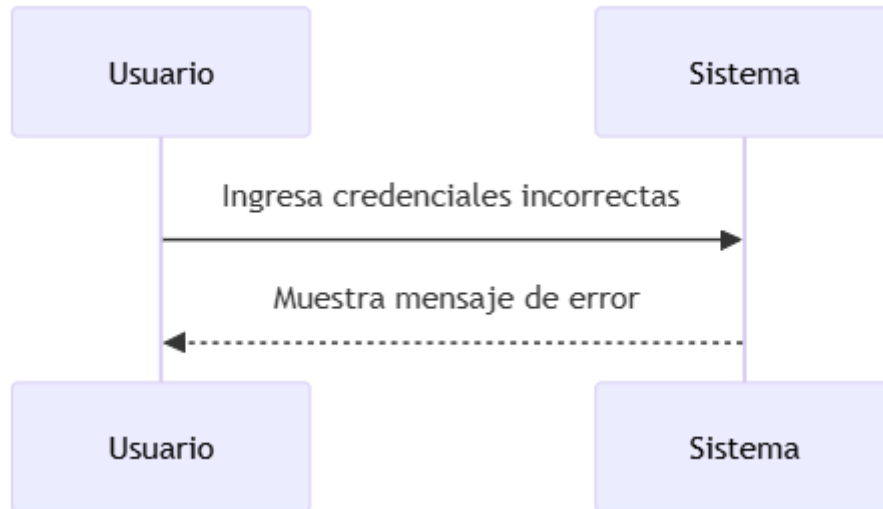 Usuario
Sistema
Ingresa credenciales incorrectas
Muestra mensaje de error
Usuario
Sistema